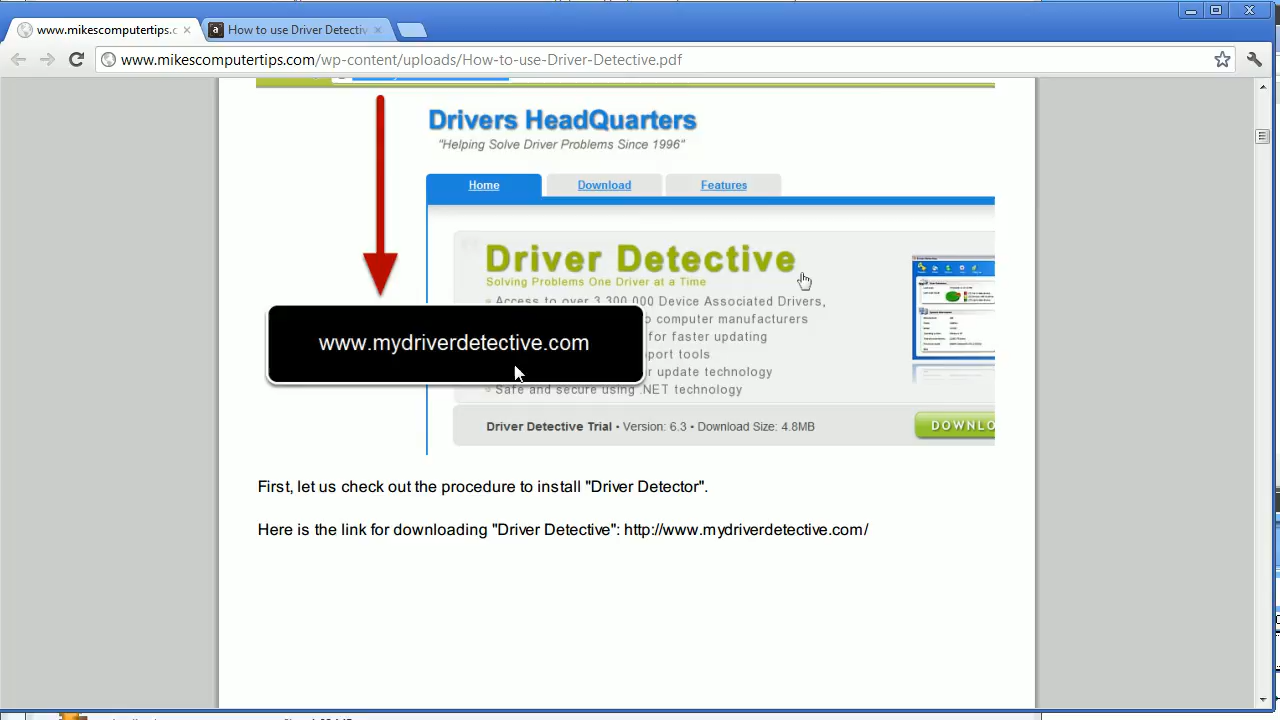 www.mikescomputertips.c
How to use Driver Detectiv
www.mikescomputertips.com/wp-content/uploads/How-to-use-Driver-Detective.pdf
Drivers HeadQuarters
"Helping Solve Driver Problems Since 1996"
Home
Download
Features
Driver Detective
Solving Problems One Driver at a Time
Access to over 3,300,000 Device Associated Drivers,
computer manufacturers
for faster updating
tools
update technology
Safe and secure using .NET technology
www.mydriverdetective.com
Driver Detective Trial • Version: 6.3 • Download Size: 4.8MB
DOWNLO
First, let us check out the procedure to install "Driver Detector".
Here is the link for downloading "Driver Detective": http://www.mydriverdetective.com/